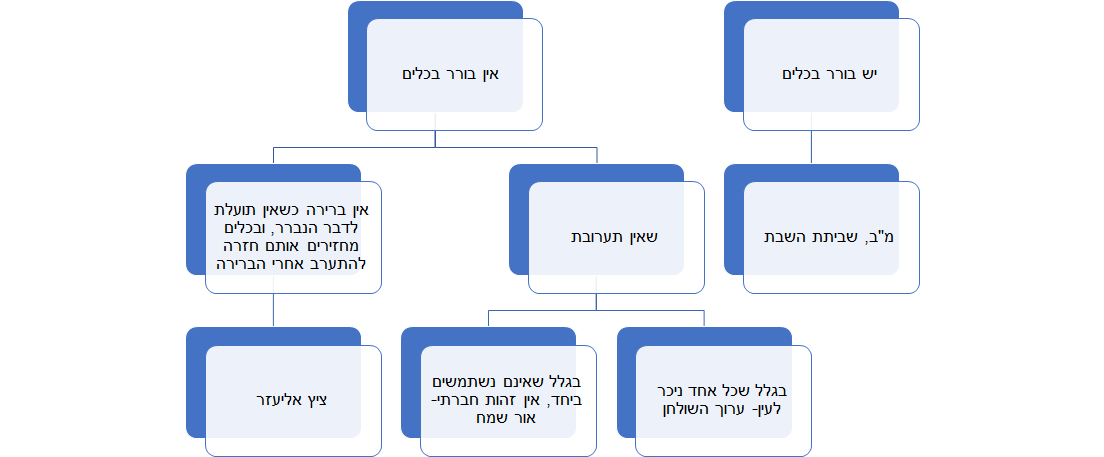 יש בורר בכלים
אין בורר בכלים
מ"ב, שביתת השבת
שאין תערובת
אין ברירה כשאין תועלת
לדבר הנברר, ובכלים
מחזירים אותם חזרה
להתערב אחרי הברירה
בגלל שכל אחד ניכר
לעין- ערוך השולחן
בגלל שאינם נשתמשים
ביחד, אין זהות חברתי-
אור שמח
ציץ אליעזר